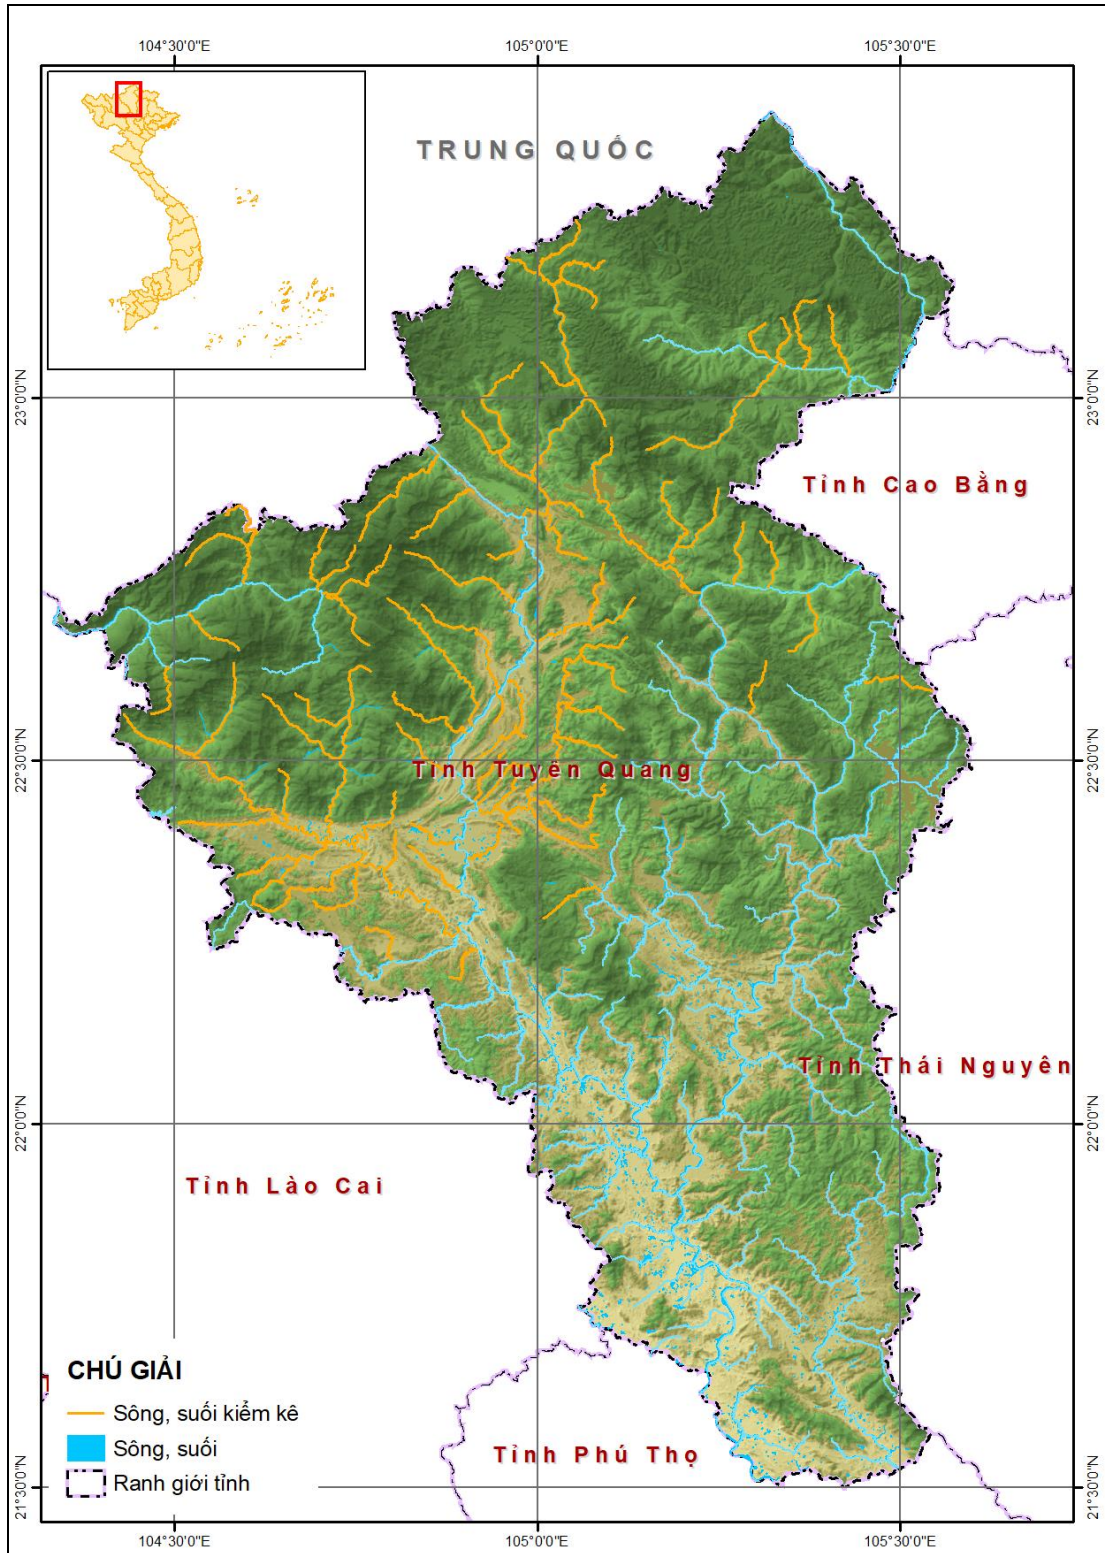 104°30'0"E
105°0'0"E
105°30'0"E
TRUNG QUỐC
23°0'0"N
23°0'0"N
Tỉnh Cao Bằng
22°30'0"N
Tỉnh Tuyên Quang
22°30'0"N
Tỉnh Thái Nguyên
22°0'0"N
22°0'0"N
Tỉnh Lào Cai
CHÚ GIẢI
Sông, suối kiểm kê
Sông, suối
Ranh giới tỉnh
Tỉnh Phú Thọ
21°30'0"N
21°30'0"N
104°30'0"E
105°0'0"E
105°30'0"E